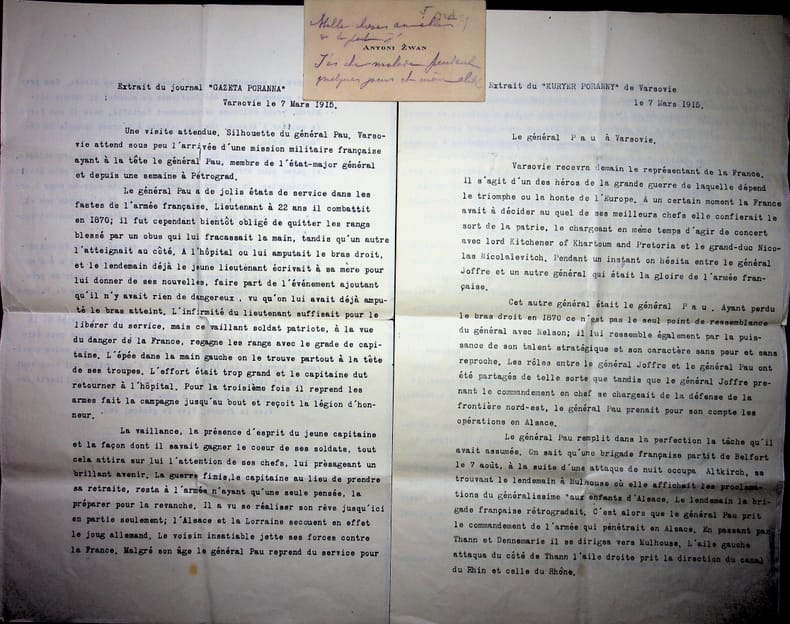 Mille choses
ANTONI ŻWAN
J'ai été malade pendant
quelques jours et
Extrait du journal "GAZETA PORANNA"
Varsovie le 7 Mars 1915.
Une visite attendue. Silhouette du général Pau. Varso-
vie attend sous peu l'arrivée d'une mission militaire française
ayant à la tête le général Pau, membre de l'état-major général
et depuis une semaine à Pétrograd.
Le général Pau a de jolis états de service dans les
fastes de l'armée française. Lieutenant à 22 ans il combattit
en 1870; il fut cependant bientôt obligé de quitter les rangs
blessé par un obus qui lui fracassait la main, tandis qu'un autre
l'atteignait au côté. A l'hôpital ou lui amputait le bras droit,
et le lendemain déjà le jeune lieutenant écrivait à sa mère pour
lui donner de ses nouvelles, faire part de l'événement ajoutant
qu'il n'y avait rien de dangereux, vu qu'on lui avait déjà ampu-
té le bras atteint. L'infirmité du lieutenant suffisait pour le
libérer du service, mais ce vaillant soldat patriote, à la vue
du danger de la France, regagne les rangs avec le grade de capi-
taine. L'épée dans la main gauche on le trouve partout à la tête
de ses troupes. L'effort était trop grand et le capitaine dut
retourner à l'hôpital. Pour la troisième fois il reprend les
armes fait la campagne jusqu'au bout et reçoit la légion d'hon-
neur.
La vaillance, la présence d'esprit du jeune capitaine
et la façon dont il savait gagner le coeur de ses soldats, tout
cela attira sur lui l'attention de ses chefs, lui présageant un
brillant avenir. La guerre finie,le capitaine au lieu de prendre
sa retraite, resta à l'armée n'ayant qu'une seule pensée, la
préparer pour la revanche. Il a vu se réaliser son rêve jusqu'ici
en partie seulement; l'Alsace et la Lorraine secouent en effet
le joug allemand. Le voisin insatiable jette ses forces contre
la France. Malgré son âge le général Pau reprend du service pour
Extrait du "KURYER PORANNY" de Varsovie
le 7 Mars 1915.
Le général P a u à Varsovie.
Varsovie recevra demain le représentant de la France.
Il s'agit d'un des héros de la grande guerre de laquelle dépend
le triomphe ou la honte de l'Europe. A un certain moment la France
avait à décider au quel de ses meilleurs chefs elle confierait le
sort de la patrie, le chargeant en même temps d'agir de concert
avec lord Kitchener of Khartoum and Pretoria et le grand-duc Nico-
las Nicolaïevitch. Pendant un instant on hésita entre le général
Joffre et un autre général qui était la gloire de l'armée fran-
çaise.
Cet autre général était le général P a u . Ayant perdu
le bras droit en 1870 ce n'est pas le seul point de ressemblance
du général avec Nelson; il lui ressemble également par la puis-
sance de son talent stratégique et son caractère sans peur et sans
reproche. Les rôles entre le général Joffre et le général Pau ont
été partagés de telle sorte que tandis que le général Joffre pre-
nant le commandement en chef se chargeait de la défense de la
frontière nord-est, le général Pau prenait pour son compte les
opérations en Alsace.
Le général Pau remplit dans la perfection la tâche qu'il
avait assumée. On sait qu'une brigade française partit de Belfort
le 7 août, à la suite d'une attaque de nuit occupa Altkirch, se
trouvant le lendemain à Mulhouse où elle affichait les proclama-
tions du généralissime "aux enfants d'Alsace. Le lendemain la bri-
gade française rétrogradait. C'est alors que le général Pau prit
le commandement de l'armée qui pénétrait en Alsace. En passant par
Thann et Dennemarie il se dirigea vers Mulhouse. L'aile gauche
attaqua du côté de Thann l'aile droite prit la direction du canal
du Rhin et celle du Rhône.